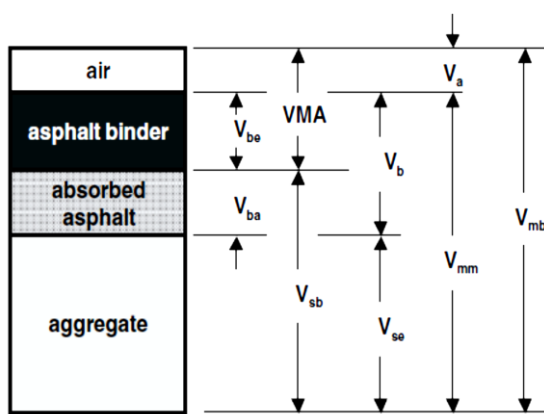 air
asphalt binder
absorbed
asphalt
aggregate
Vbe
Vba
VMA
Vsb
Vb
Vse
Va
Vmm
Vmb